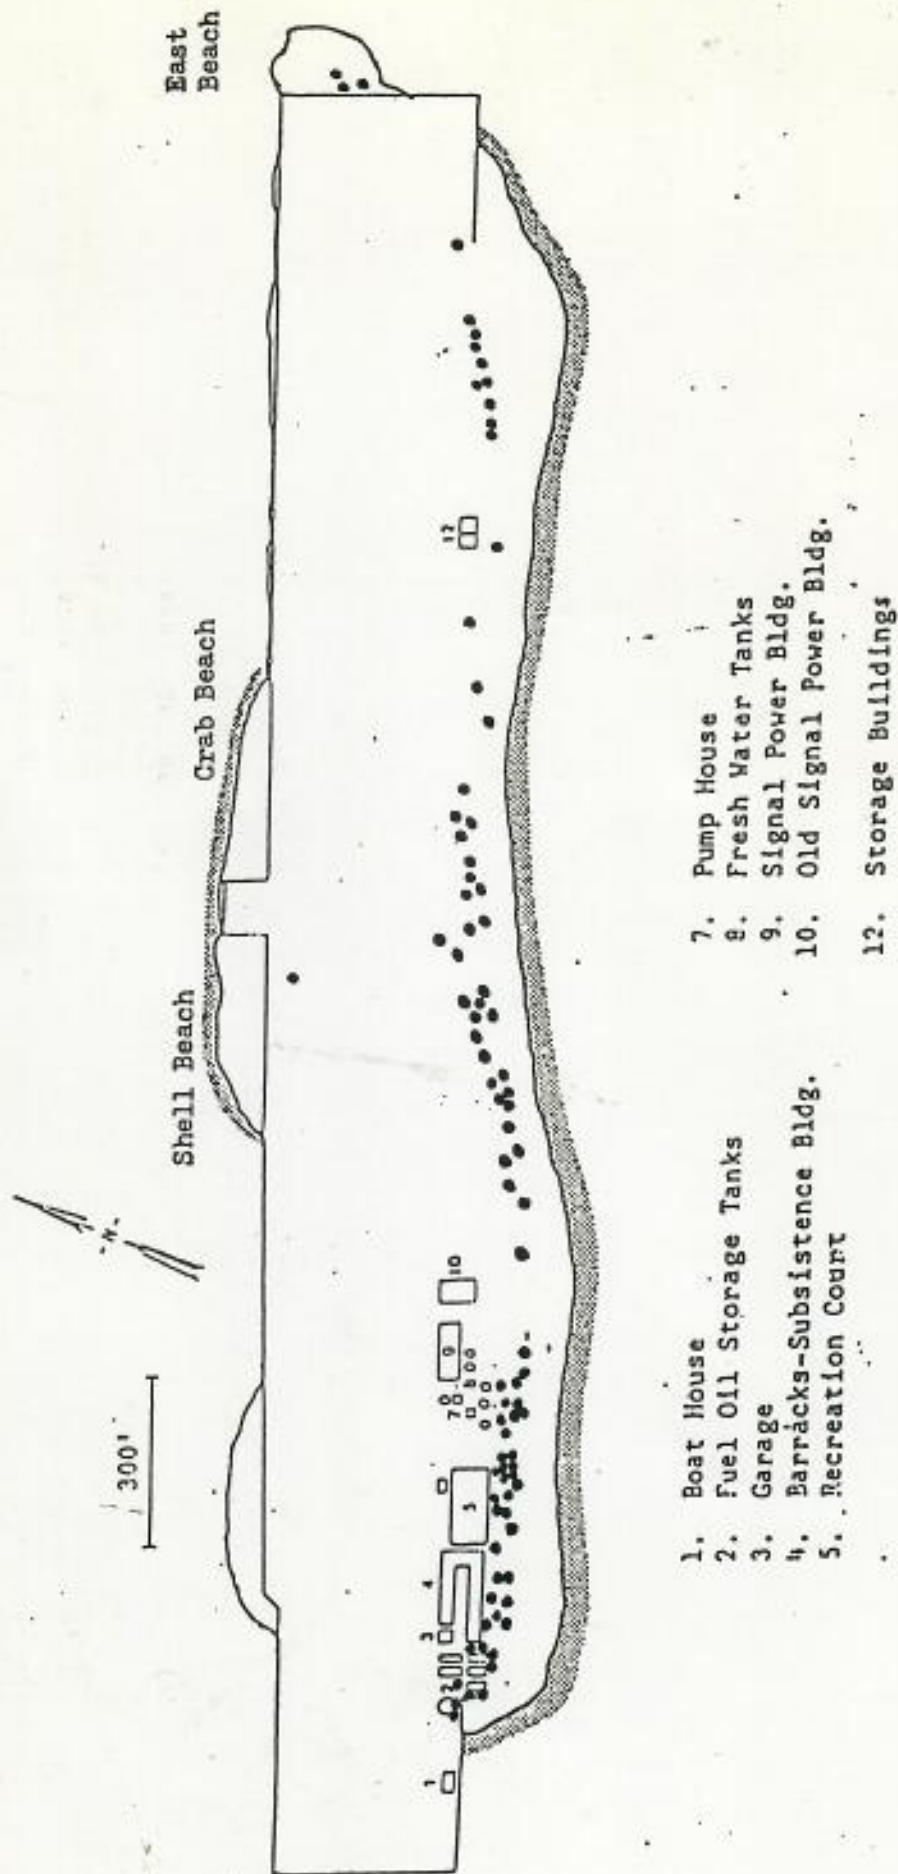 East
Beach
Crab Beach
Shell Beach
N
300'
1
2
3
4
5
7
8
9
10
12
1. Boat House
2. Fuel Oil Storage Tanks
3. Garage
4. Barracks-Subsistence Bldg.
5. Recreation Court
7. Pump House
8. Fresh Water Tanks
9. Signal Power Bldg.
10. Old Signal Power Bldg.
12. Storage Buildings